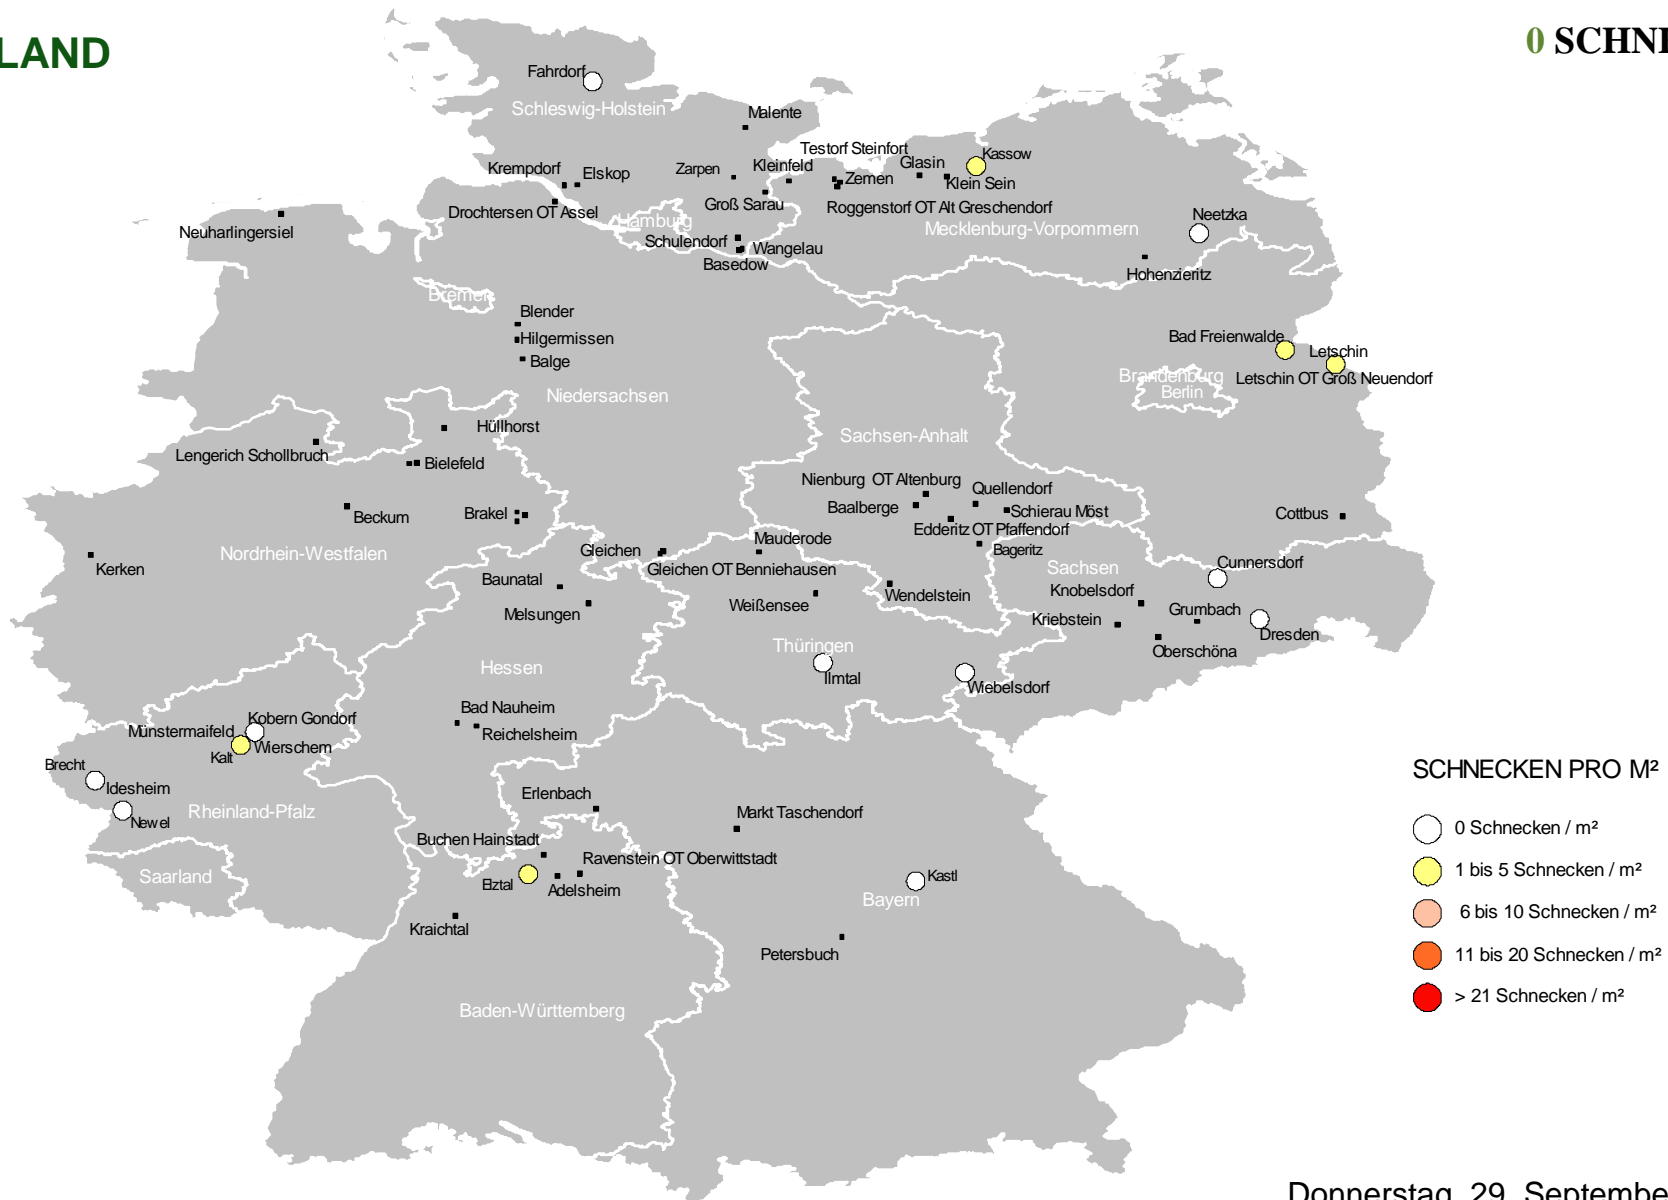 LAND
0 SCHNE
Fahrdorf
Schleswig-Holstein
Malente
Testorf Steinfort
Kassow
Krempdorf
Elskop
Zarpen
Kleinfeld
Glasin
Zemen
Klein Sein
Drochtersen OT Assel
Groß Sarau
Roggenstorf OT Alt Greschendorf
Neetzka
Neuharlingersiel
Hamburg
Mecklenburg-Vorpommern
Schulendorf
Wangelau
Basedow
Hohenzieritz
Bremen
Blender
Hilgermissen
Balge
Bad Freienwalde
Letschin
Brandenburg
Letschin OT Groß Neuendorf
Berlin
Niedersachsen
Hüllhorst
Sachsen-Anhalt
Lengerich Schollbruch
Bielefeld
Nienburg OT Altenburg
Quellendorf
Baalberge
Schierau Möst
Beckum
Brakel
Edderitz OT Pfaffendorf
Cottbus
Nordrhein-Westfalen
Gleichen
Mauderode
Bageritz
Kerken
Gleichen OT Benniehausen
Sachsen
Cunnersdorf
Baunatal
Wendelstein
Knobelsdorf
Melsungen
Weißensee
Grumbach
Kriebstein
Dresden
Thüringen
Oberschöna
Hessen
Ilmtal
Wiebelsdorf
Bad Nauheim
Kobern Gondorf
Münstermaifeld
Reichelsheim
Wierschem
Kalt
Brecht
Idesheim
Erlenbach
Rheinland-Pfalz
Newel
Markt Taschendorf
Buchen Hainstadt
Ravenstein OT Oberwittstadt
Saarland
Elztal
Adelsheim
Kastl
Bayern
Kraichtal
Petersbuch
Baden-Württemberg
SCHNECKEN PRO M²
0 Schnecken / m²
1 bis 5 Schnecken / m²
6 bis 10 Schnecken / m²
11 bis 20 Schnecken / m²
> 21 Schnecken / m²
Donnerstag, 29. Septembe